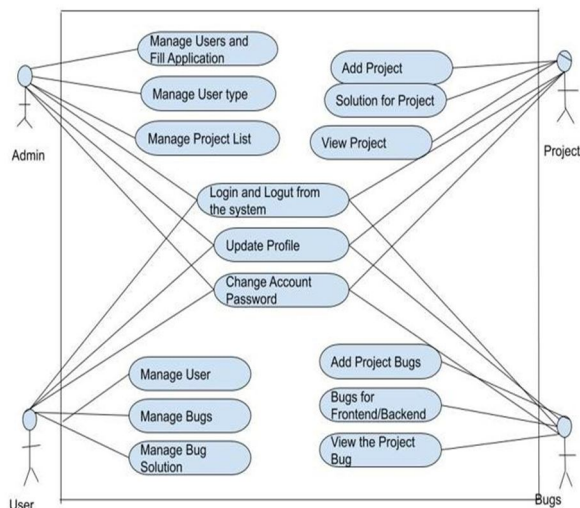 Manage Users and
Fill Application
Manage User type
Manage Project List
Admin
Add Project
Solution for Project
View Project
Project
Login and Logut from
the system
Update Profile
Change Account
Password
Manage User
Manage Bugs
Manage Bug
Solution
User
Add Project Bugs
Bugs for
Frontend/Backend
View the Project
Bug
Bugs